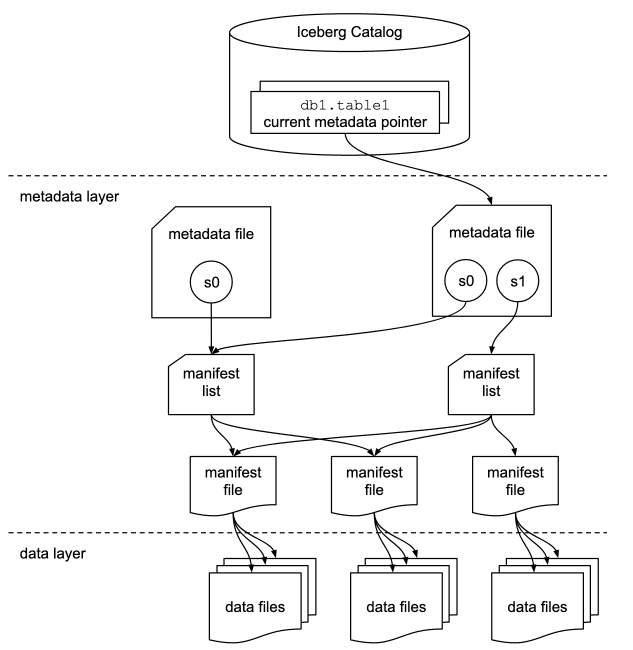 Iceberg Catalog
db1.table1
current metadata pointer
metadata layer
metadata file
s0
metadata file
s0
s1
manifest
list
manifest
list
manifest
file
manifest
file
manifest
file
data layer
data files
data files
data files